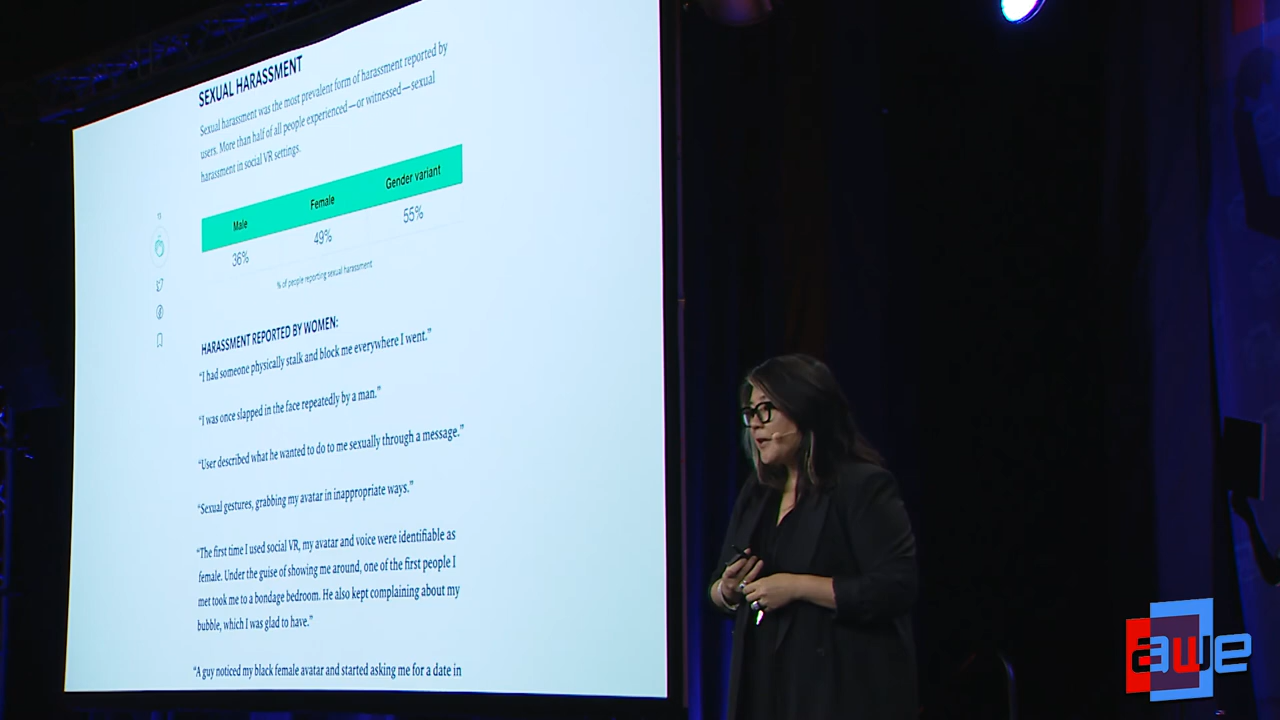 SEXUAL HARASSMENT
Sexual harassment was the most prevalent form of harassment reported by
users. More than half of all people experienced—or witnessed—sexual
harassment in social VR settings.
Male Female Gender variant
36% 49% 55%
% of people reporting sexual harassment
HARASSMENT REPORTED BY WOMEN:
“I had someone physically stalk and block me everywhere I went.”
“I was once slapped in the face repeatedly by a man.”
“User described what he wanted to do to me sexually through a message.”
“Sexual gestures, grabbing my avatar in inappropriate ways.”
“The first time I used social VR, my avatar and voice were identifiable as
female. Under the guise of showing me around, one of the first people I
met took me to a bondage bedroom. He also kept complaining about my
bubble, which I was glad to have.”
“A guy noticed my black female avatar and started asking me for a date in
awe